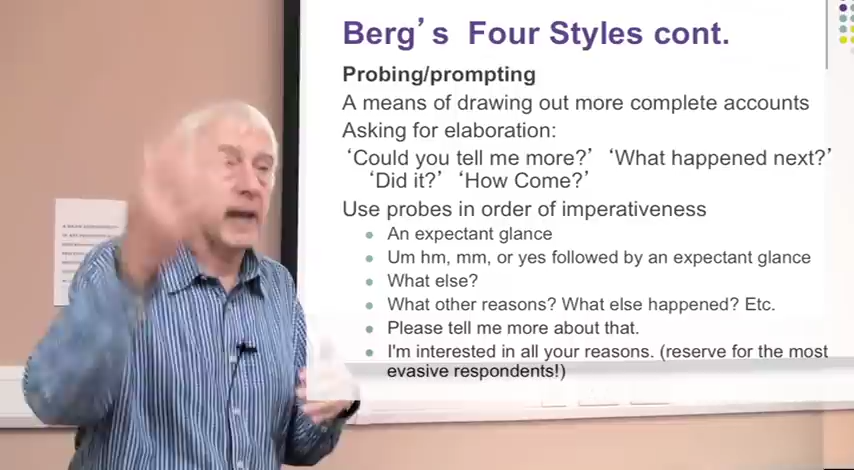 Berg's Four Styles cont.
Probing/prompting
A means of drawing out more complete accounts
Asking for elaboration:
‘Could you tell me more?’ ‘What happened next?’
‘Did it?’ ‘How Come?’
Use probes in order of imperativeness
An expectant glance
Um hm, mm, or yes followed by an expectant glance
What else?
What other reasons? What else happened? Etc.
Please tell me more about that.
I'm interested in all your reasons. (reserve for the most
evasive respondents!)